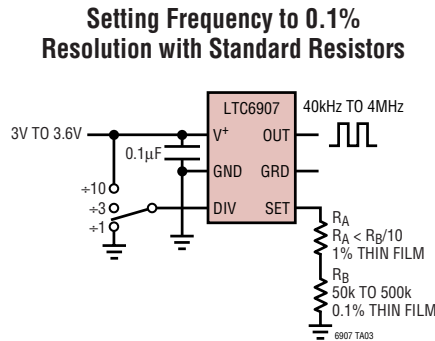 Setting Frequency to 0.1%
Resolution with Standard Resistors
LTC6907
40kHz TO 4MHz
3V TO 3.6V
V+
OUT
0.1µF
GND
GRD
÷10
÷3
÷1
DIV
SET
RA
RA < RB/10
1% THIN FILM
RB
50k TO 500k
0.1% THIN FILM
6907 TA03